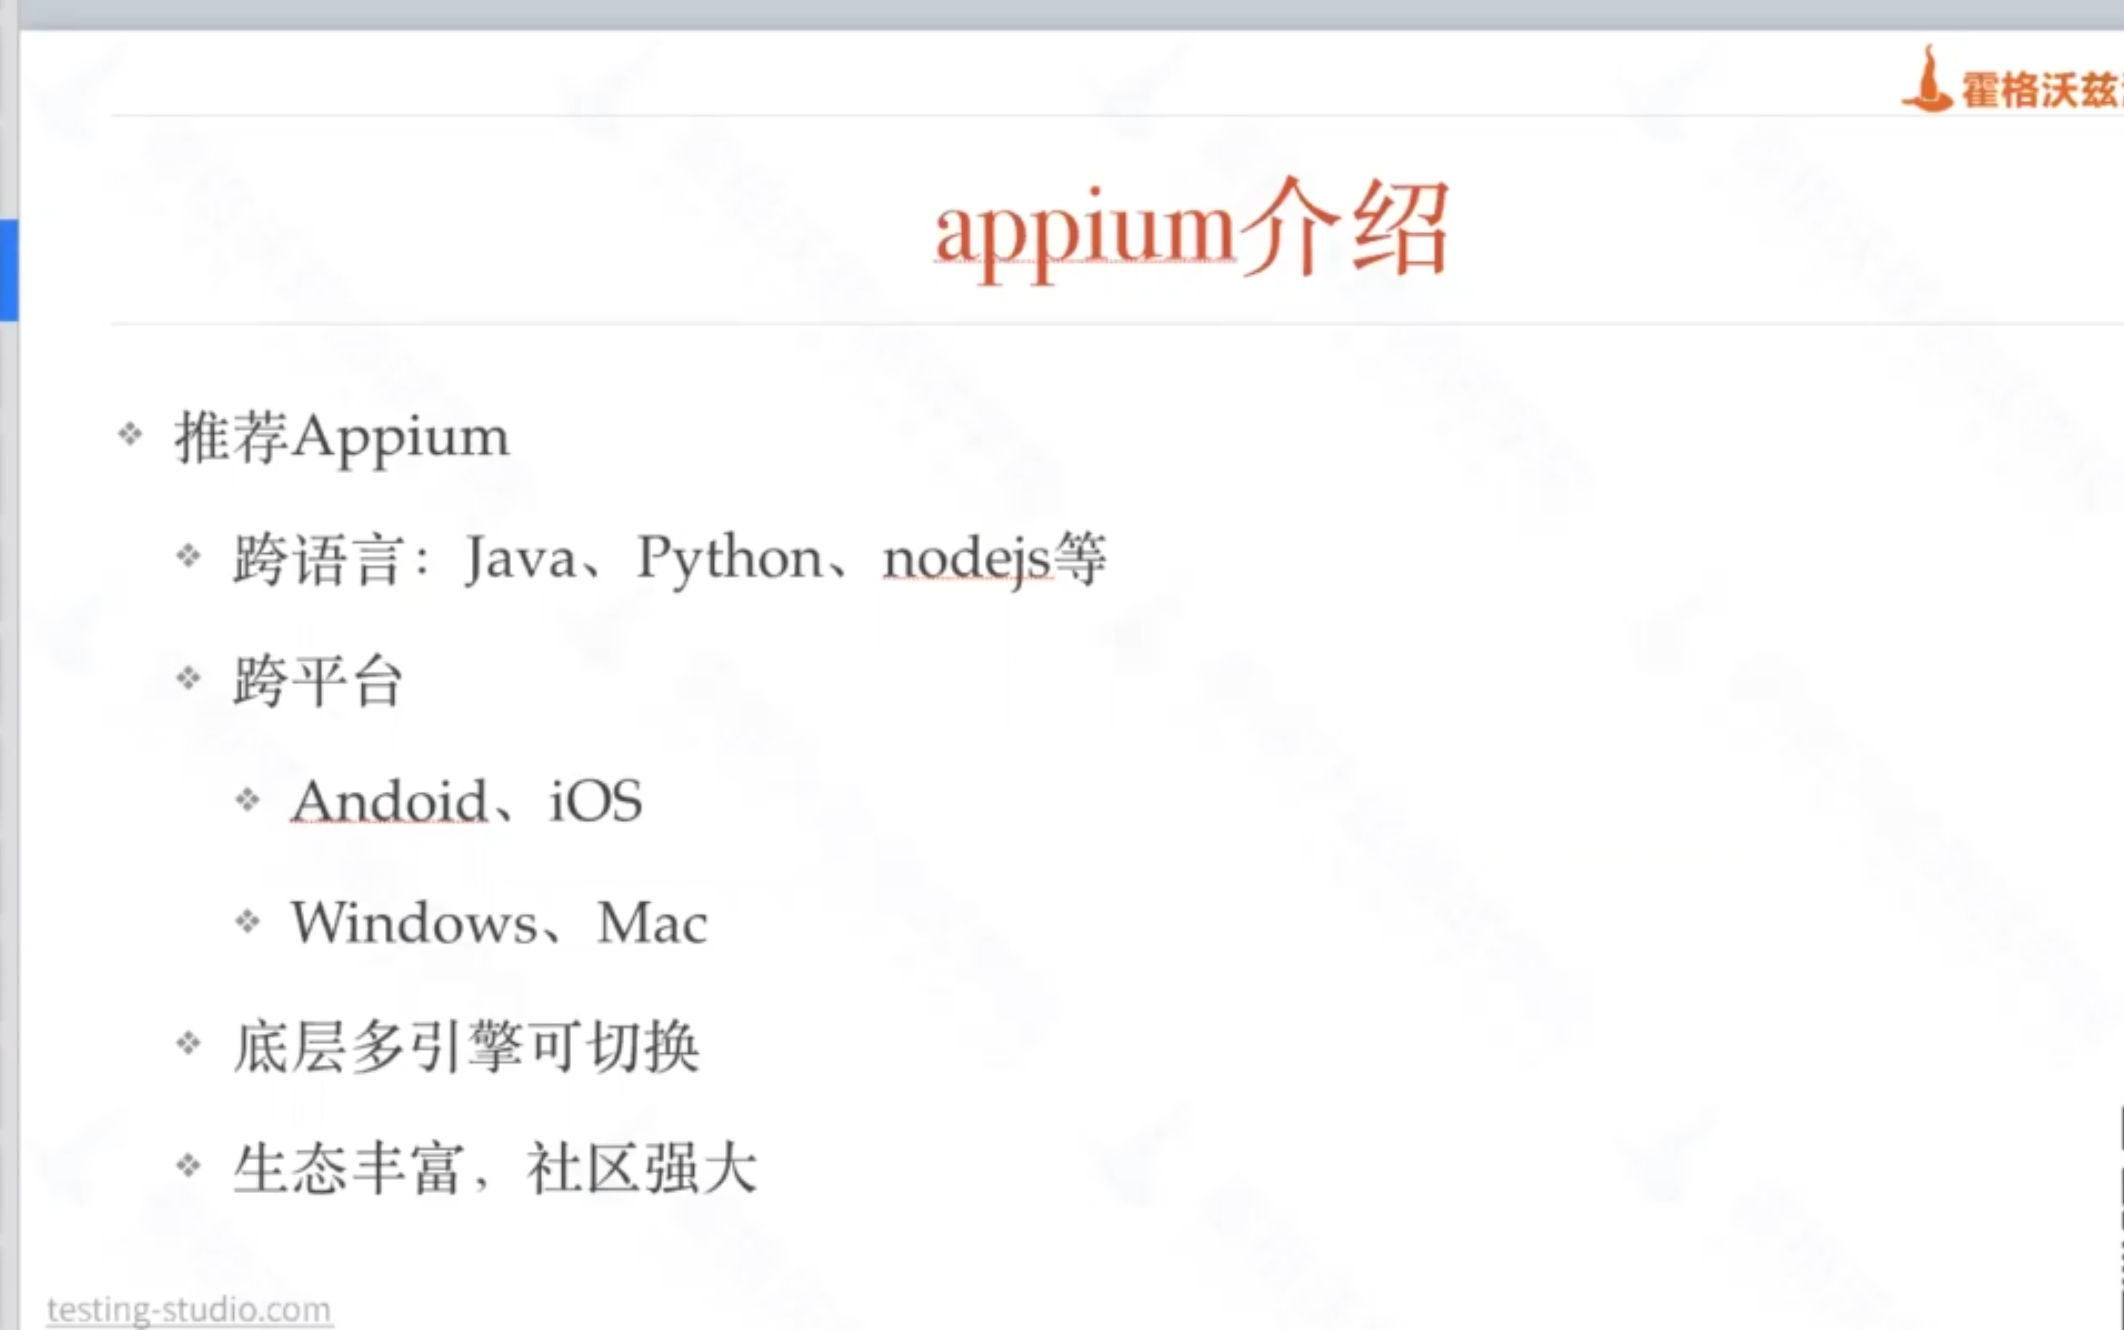 霍格沃兹
appium介绍
推荐Appium
跨语言：Java、Python、nodejs等
跨平台
Andoid、iOS
Windows、Mac
底层多引擎可切换
生态丰富，社区强大
testing-studio.com